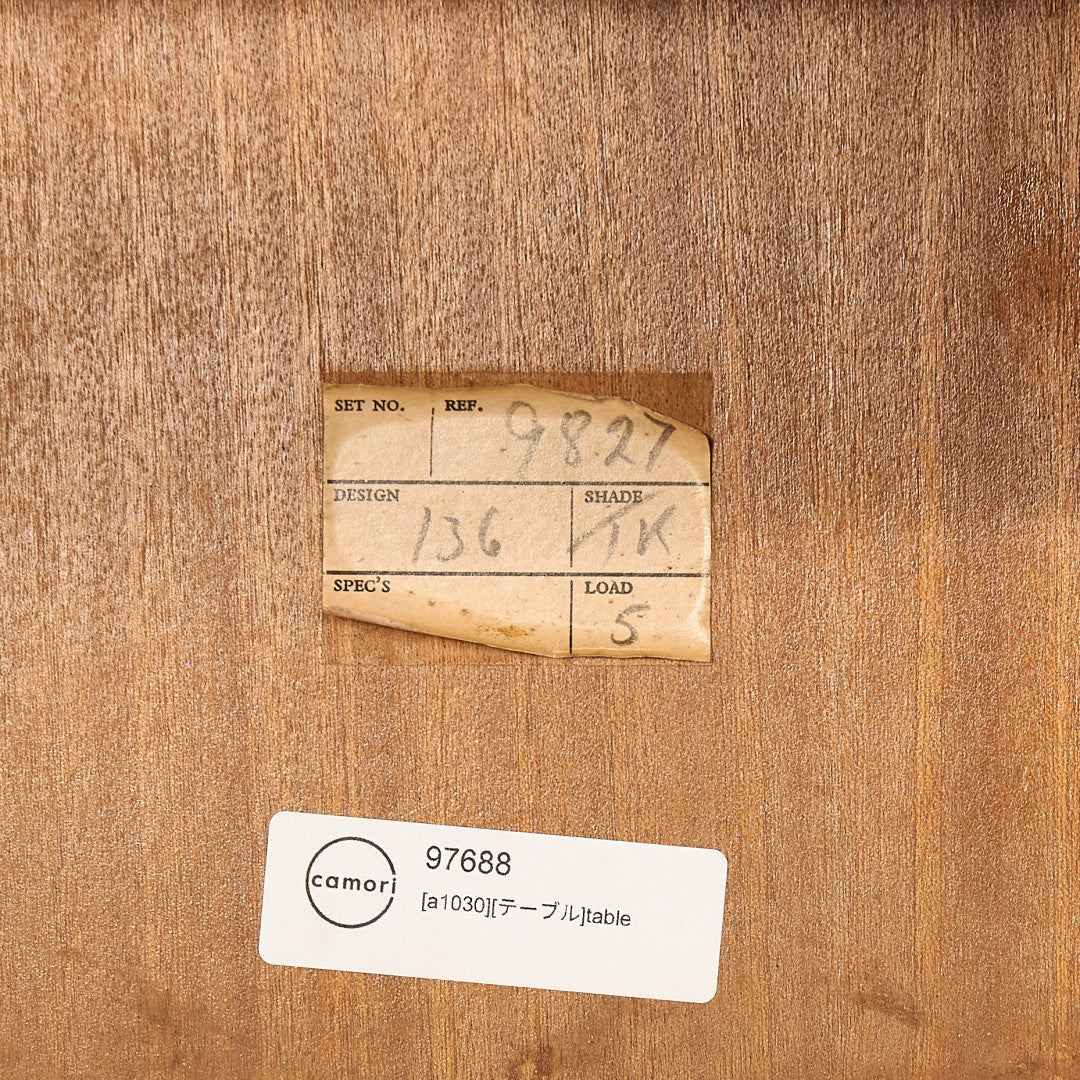 SET NO. REF. 9827
DESIGN SHADE
136 TK
SPEC'S LOAD
5
camori
97688
[a1030][テーブル]table